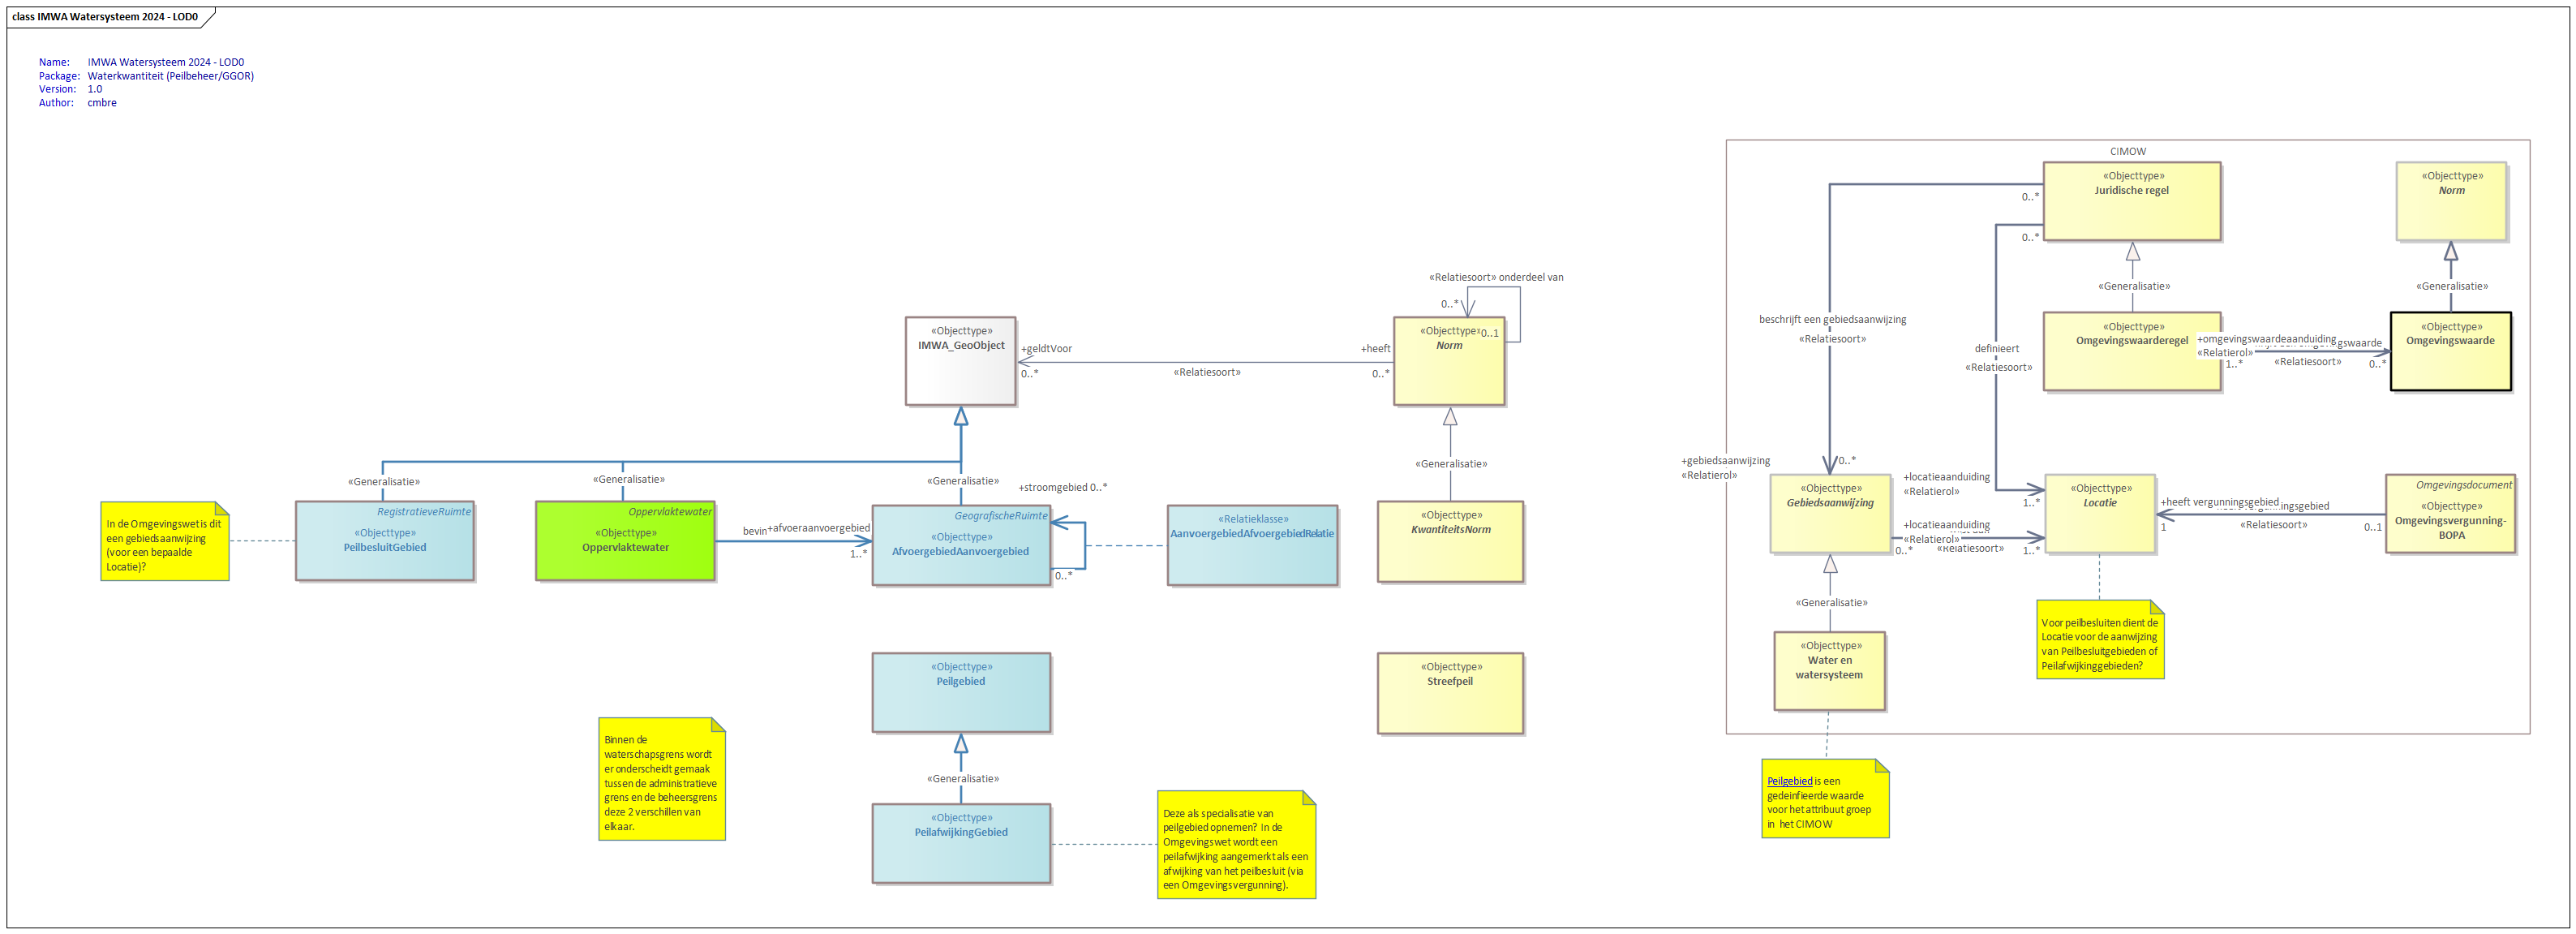 class IMWA Watersysteem 2024 - LOD0
Name: IMWA Watersysteem 2024 - LOD0
Package: Waterkwantiteit (Peilbeheer/GGOR)
Version: 1.0
Author: cmbre
«Relatiesoort» onderdeel van
0..*
0..1
«Objecttype»
IMWA_GeoObject
+geldtVoor
0..*
«Relatiesoort»
+heeft
0..*
«Objecttype»
Norm
«Generalisatie»
«Generalisatie»
«Generalisatie»
«Generalisatie»
+stroomgebied 0..*
In de Omgevingswet is dit
een gebiedsaanwijzing
(voor een bepaalde
Locatie)?
RegistratieveRuimte
«Objecttype»
PeilbesluitGebied
Oppervlaktewater
«Objecttype»
Oppervlaktewater
+afvoeraanvoergebied
1..*
GeografischeRuimte
«Objecttype»
AfvoergebiedAanvoergebied
0..*
«Relatieklasse»
AanvoergebiedAfvoergebiedRelatie
«Objecttype»
KwantiteitsNorm
«Objecttype»
Peilgebied
«Objecttype»
Streefpeil
Binnen de
waterschapsgrens wordt
er onderscheidt gemaak
tussen de administratieve
grens en de beheersgrens
deze 2 verschillen van
elkaar.
«Generalisatie»
«Objecttype»
PeilafwijkingGebied
Deze als specialisatie van
peilgebied opnemen? In de
Omgevingswet wordt een
peilafwijking aangemerkt als een
afwijking van het peilbesluit (via
een Omgevingsvergunning).
CIMOW
«Objecttype»
Juridische regel
0..*
0..*
«Objecttype»
Norm
«Generalisatie»
«Generalisatie»
beschrijft een gebiedsaanwijzing
«Relatiesoort»
definieert
«Relatiesoort»
«Objecttype»
Omgevingswaarderegel
+omgevingswaardeaanduiding
«Relatierol»
1..*
«Relatiesoort»
0..*
«Objecttype»
Omgevingswaarde
+gebiedsaanwijzing
«Relatierol»
0..*
«Objecttype»
Gebiedsaanwijzing
+locatieaanduiding
«Relatierol»
1..*
+locatieaanduiding
«Relatierol»
0..*
«Relatiesoort»
1..*
«Objecttype»
Locatie
+heeft vergunningsgebied
1
«Relatiesoort»
0..1
Omgevingsdocument
«Objecttype»
Omgevingsvergunning-
BOPA
«Generalisatie»
«Objecttype»
Water en
watersysteem
Voor peilbesluiten dient de
Locatie voor de aanwijzing
van Peilbesluitgebieden of
Peilafwijkinggebieden?
Peilgebied is een
gedeinfieerde waarde
voor het attribuut groep
in het CIMOW